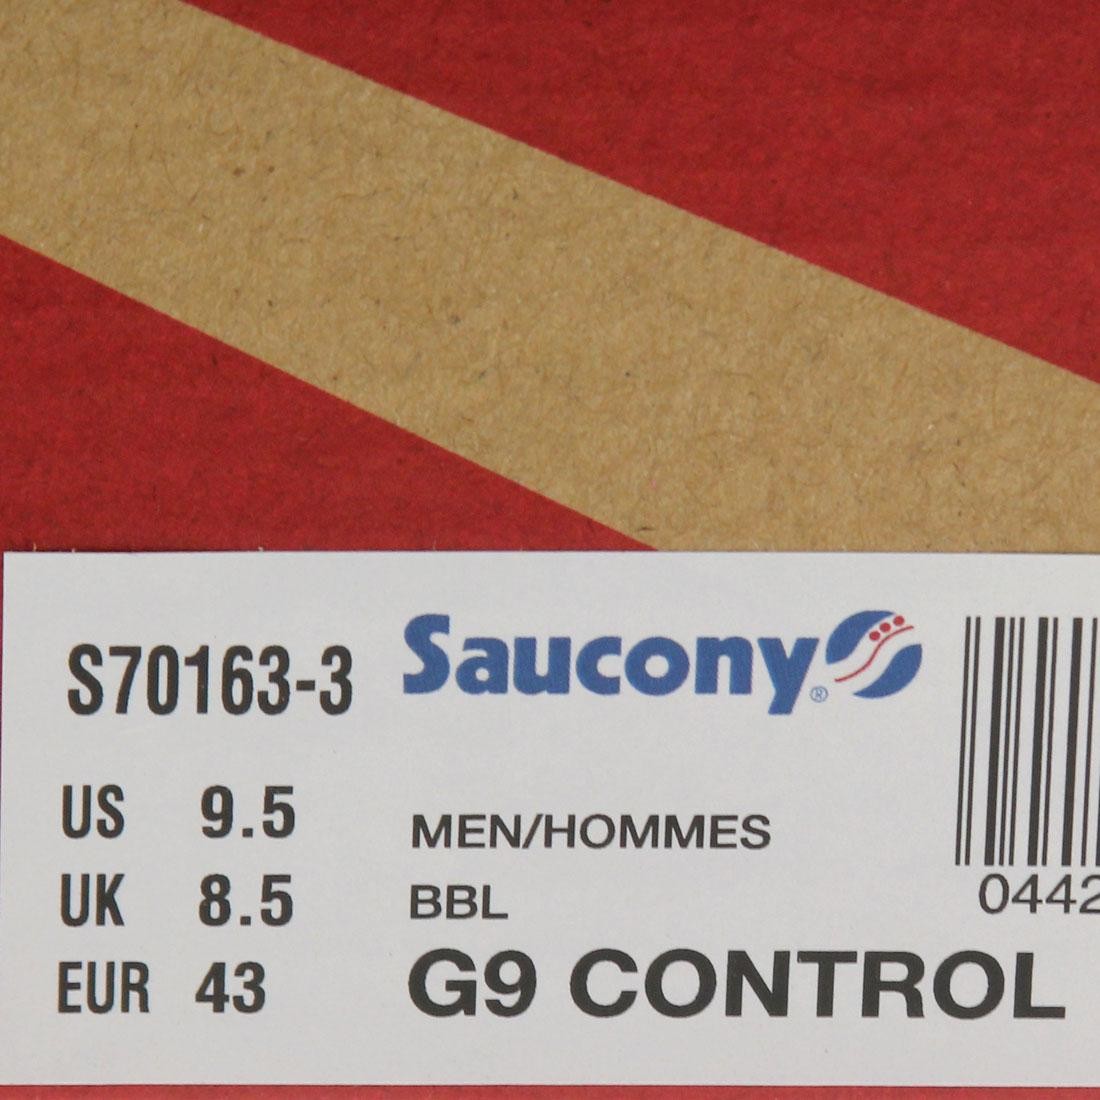 S70163-3 Saucony®
US 9.5
UK 8.5
EUR 43
MEN/HOMMES
BBL
G9 CONTROL
0442